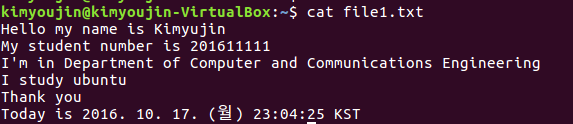 kimyoujin@kimyoujin-VirtualBox:~$ cat file1.txt
Hello my name is Kimyujin
My student number is 201611111
I'm in Department of Computer and Communications Engineering
I study ubuntu
Thank you
Today is 2016. 10. 17. (월) 23:04:25 KST